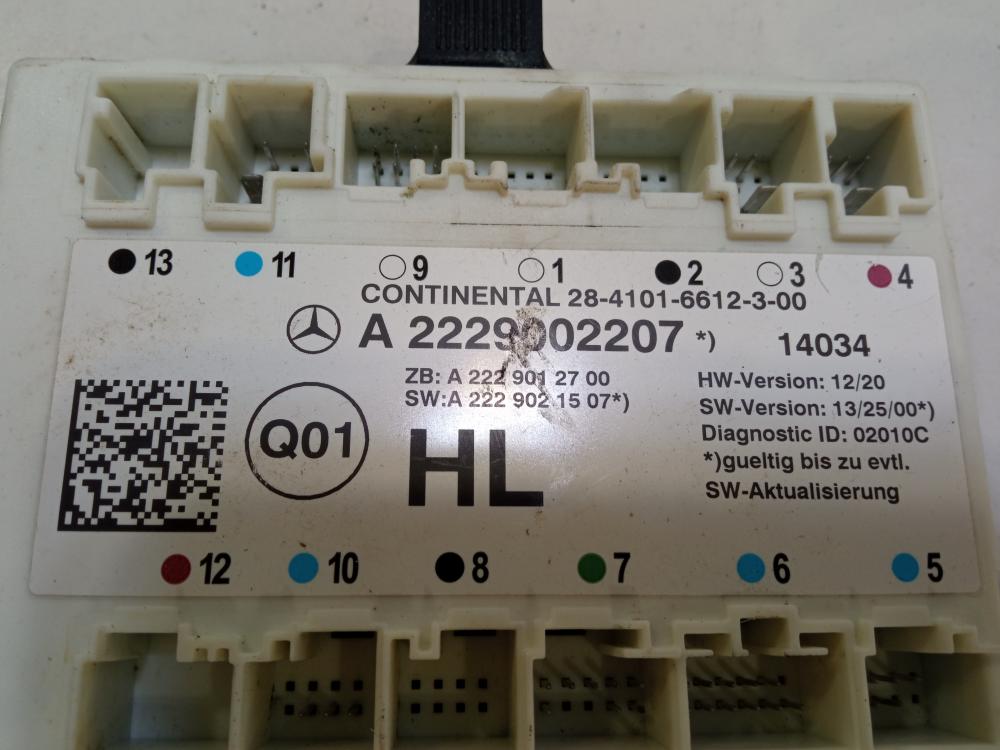 13 11 9 1 2 3 4
CONTINENTAL 28-4101-6612-3-00
A 2229002207 *) 14034
ZB: A 222 901 27 00
SW:A 222 902 15 07*)
HW-Version: 12/20
SW-Version: 13/25/00*)
Diagnostic ID: 02010C
*)gueltig bis zu evtl.
SW-Aktualisierung
Q01
HL
12 10 8 7 6 5